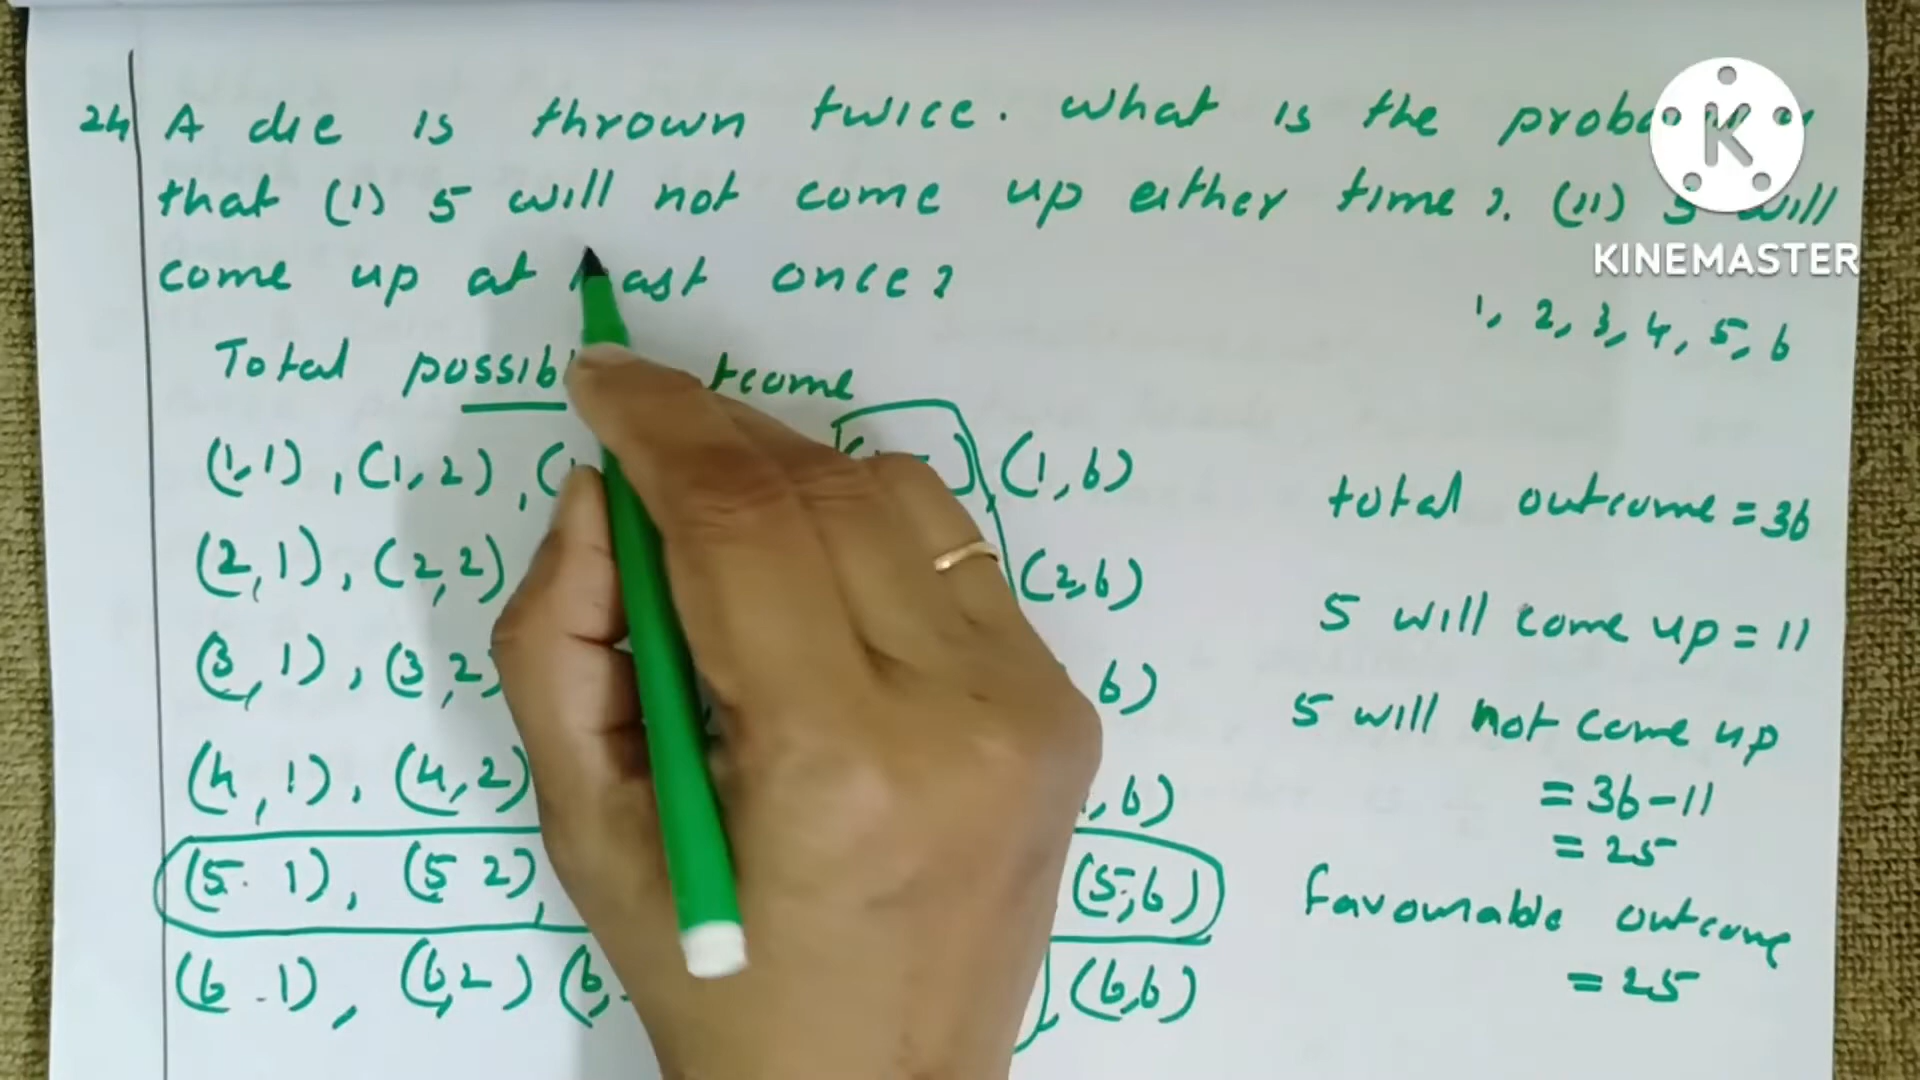 24 A die is thrown twice. What is the
that (i) 5 will not come up either time?. (ii) 5 will
come up at least once?
1, 2, 3, 4, 5, 6
Total possible outcome
(1,1), (1,2), (1,6)
(2,1), (2,2) (2,6)
(3,1), (3,2) 6)
(4,1), (4,2) ,6)
(5.1), (5 2), (5,6)
(6.1), (6,2) (6, , (6,6)
total outcome = 36
5 will come up = 11
5 will not come up
= 36-11
= 25
favourable outcome
= 25
K
KINEMASTER